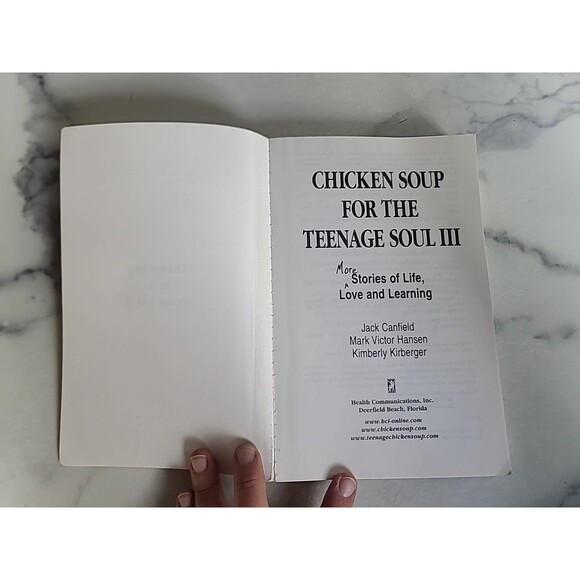 CHICKEN SOUP
FOR THE
TEENAGE SOUL III
More
Stories of Life,
Love and Learning
Jack Canfield
Mark Victor Hansen
Kimberly Kirberger
Health Communications, Inc.
Deerfield Beach, Florida
www.hci-online.com
www.chickensoup.com
www.teenagechickensoup.com